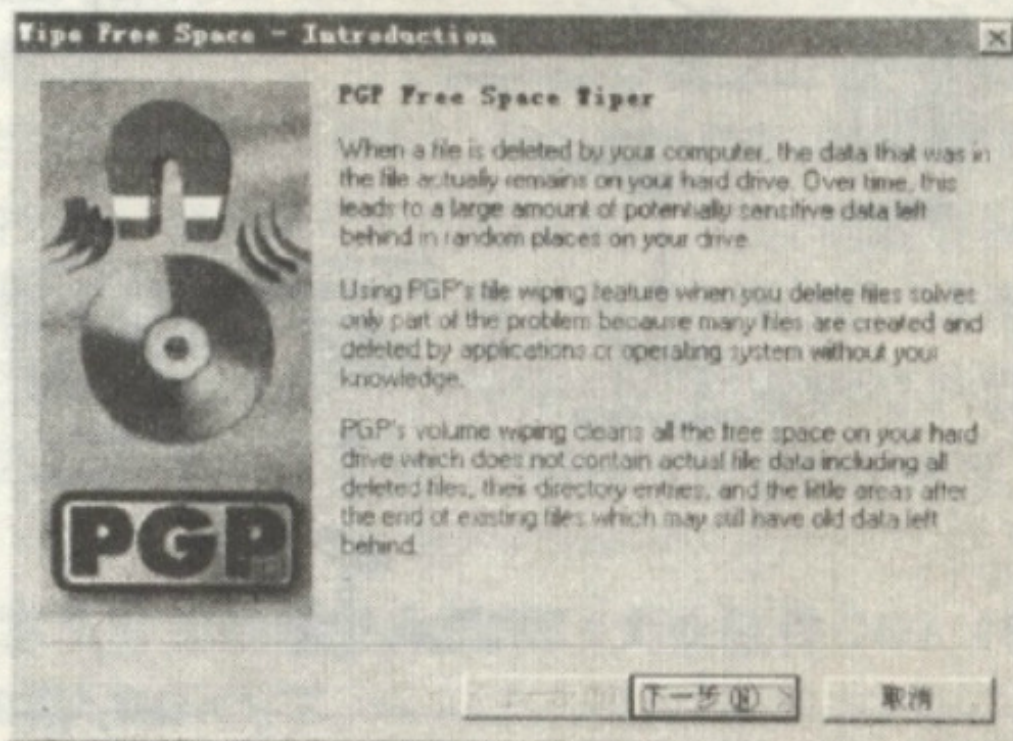 Wipe Free Space - Introduction
PGP Free Space Wiper
When a file is deleted by your computer, the data that was in
the file actually remains on your hard drive. Over time, this
leads to a large amount of potentially sensitive data left
behind in random places on your drive.
Using PGP's file wiping feature when you delete files solves
only part of the problem because many files are created and
deleted by applications or operating system without your
knowledge.
PGP's volume wiping cleans all the free space on your hard
drive which does not contain actual file data including all
deleted files, their directory entries, and the little areas after
the end of existing files which may still have old data left
behind.
PGP
下一步(N) >
取消